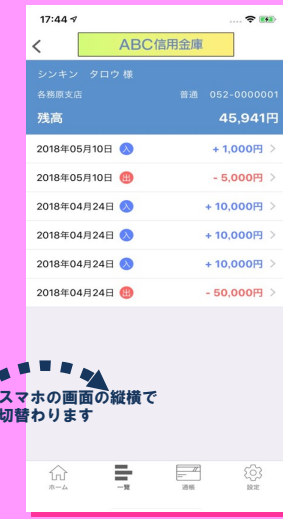 17:44
ABC信用金庫
シンキン タロウ 様
各務原支店 普通 052-0000001
残高 45,941円
2018年05月10日 入 + 1,000円
2018年05月10日 出 - 5,000円
2018年04月24日 入 + 10,000円
2018年04月24日 入 + 10,000円
2018年04月24日 入 + 10,000円
2018年04月24日 出 - 50,000円
スマホの画面の縦横で
切替わります
ホーム 一覧 通帳 設定